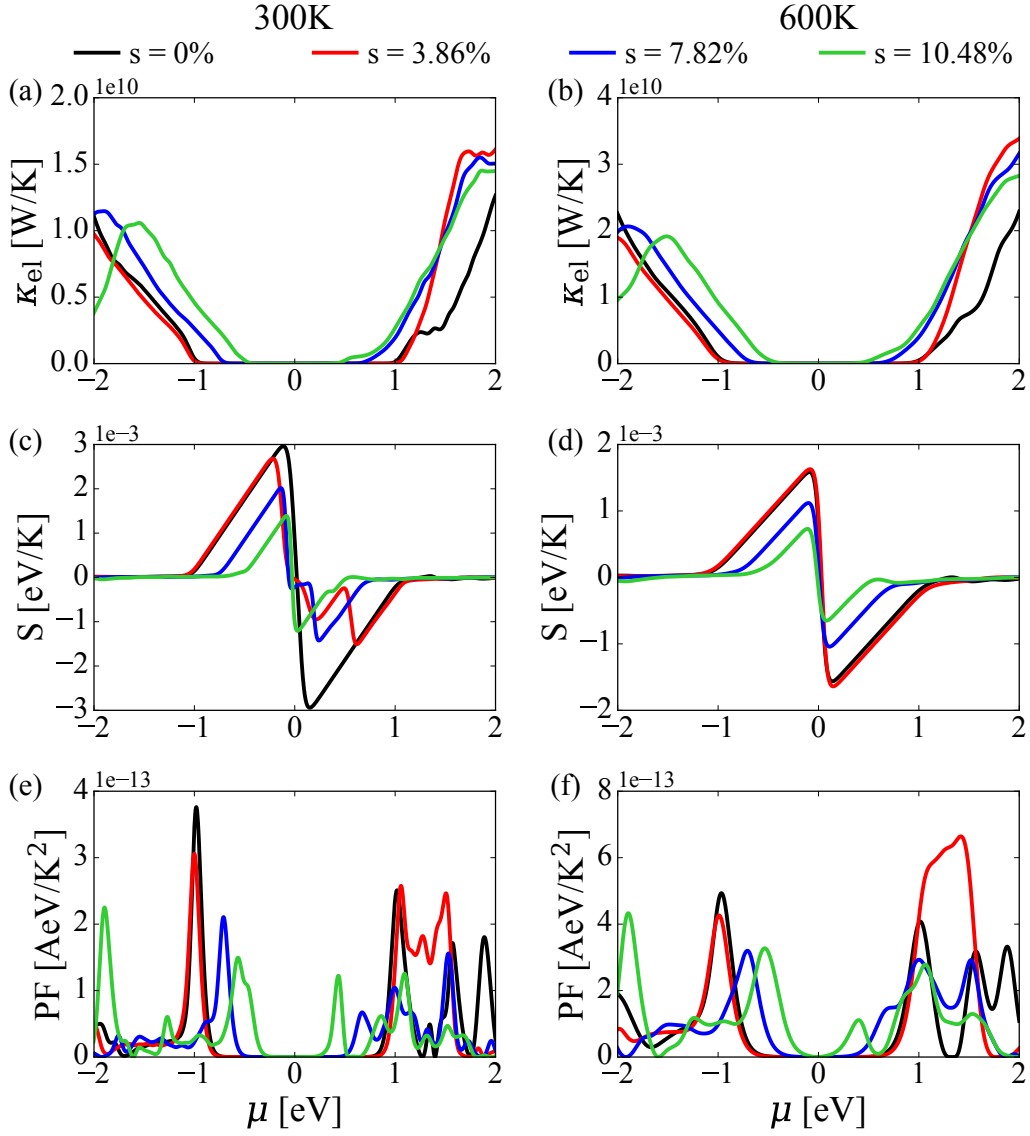 300K 600K
s = 0% s = 3.86% s = 7.82% s = 10.48%
(a) 1e10 (b) 1e10
κel [W/K]
2.0
1.5
1.0
0.5
0.0
−2 −1 0 1 2
κel [W/K]
4
3
2
1
0
−2 −1 0 1 2
(c) 1e−3 (d) 1e−3
S [eV/K]
3
2
1
0
−1
−2
−3
−2 −1 0 1 2
S [eV/K]
2
1
0
−1
−2
−2 −1 0 1 2
(e) 1e−13 (f) 1e−13
PF [AeV/K²]
4
3
2
1
0
−2 −1 0 1 2
μ [eV]
PF [AeV/K²]
8
6
4
2
0
−2 −1 0 1 2
μ [eV]